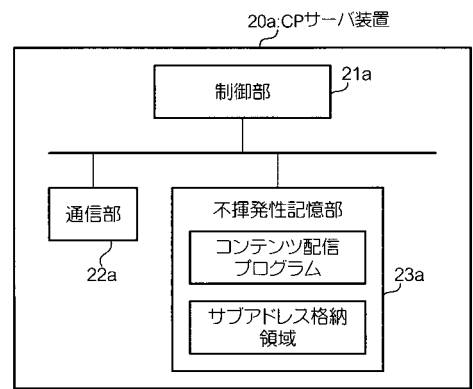 20a:CPサーバ装置
21a
制御部
通信部
22a
不揮発性記憶部
コンテンツ配信
プログラム
23a
サブアドレス格納
領域